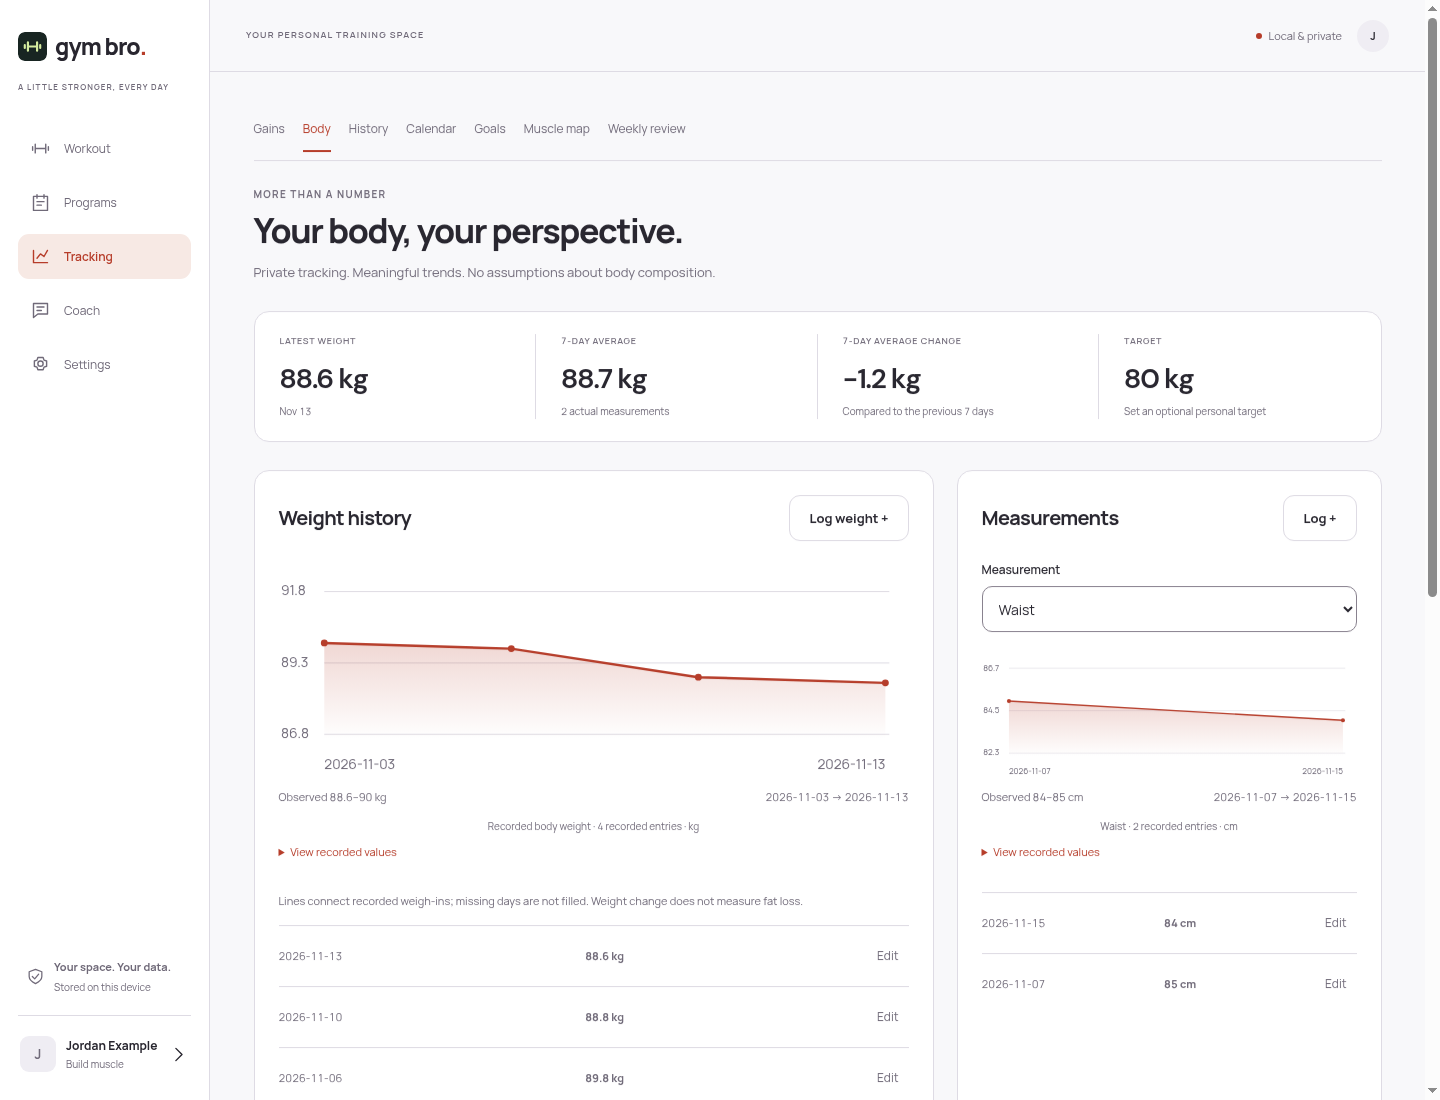 gym bro.
A LITTLE STRONGER, EVERY DAY
Workout
Programs
Tracking
Coach
Settings
Your space. Your data.
Stored on this device
J
Jordan Example
Build muscle
YOUR PERSONAL TRAINING SPACE
Local & private
J
Gains
Body
History
Calendar
Goals
Muscle map
Weekly review
MORE THAN A NUMBER
Your body, your perspective.
Private tracking. Meaningful trends. No assumptions about body composition.
LATEST WEIGHT
88.6 kg
Nov 13
7-DAY AVERAGE
88.7 kg
2 actual measurements
7-DAY AVERAGE CHANGE
−1.2 kg
Compared to the previous 7 days
TARGET
80 kg
Set an optional personal target
Weight history
Log weight +
91.8
89.3
86.8
2026-11-03
2026-11-13
Observed 88.6–90 kg
2026-11-03 → 2026-11-13
Recorded body weight · 4 recorded entries · kg
View recorded values
Lines connect recorded weigh-ins; missing days are not filled. Weight change does not measure fat loss.
2026-11-13 88.6 kg Edit
2026-11-10 88.8 kg Edit
2026-11-06 89.8 kg Edit
Measurements
Log +
Measurement
Waist
86.7
84.5
82.3
2026-11-07
2026-11-15
Observed 84–85 cm
2026-11-07 → 2026-11-15
Waist · 2 recorded entries · cm
View recorded values
2026-11-15 84 cm Edit
2026-11-07 85 cm Edit